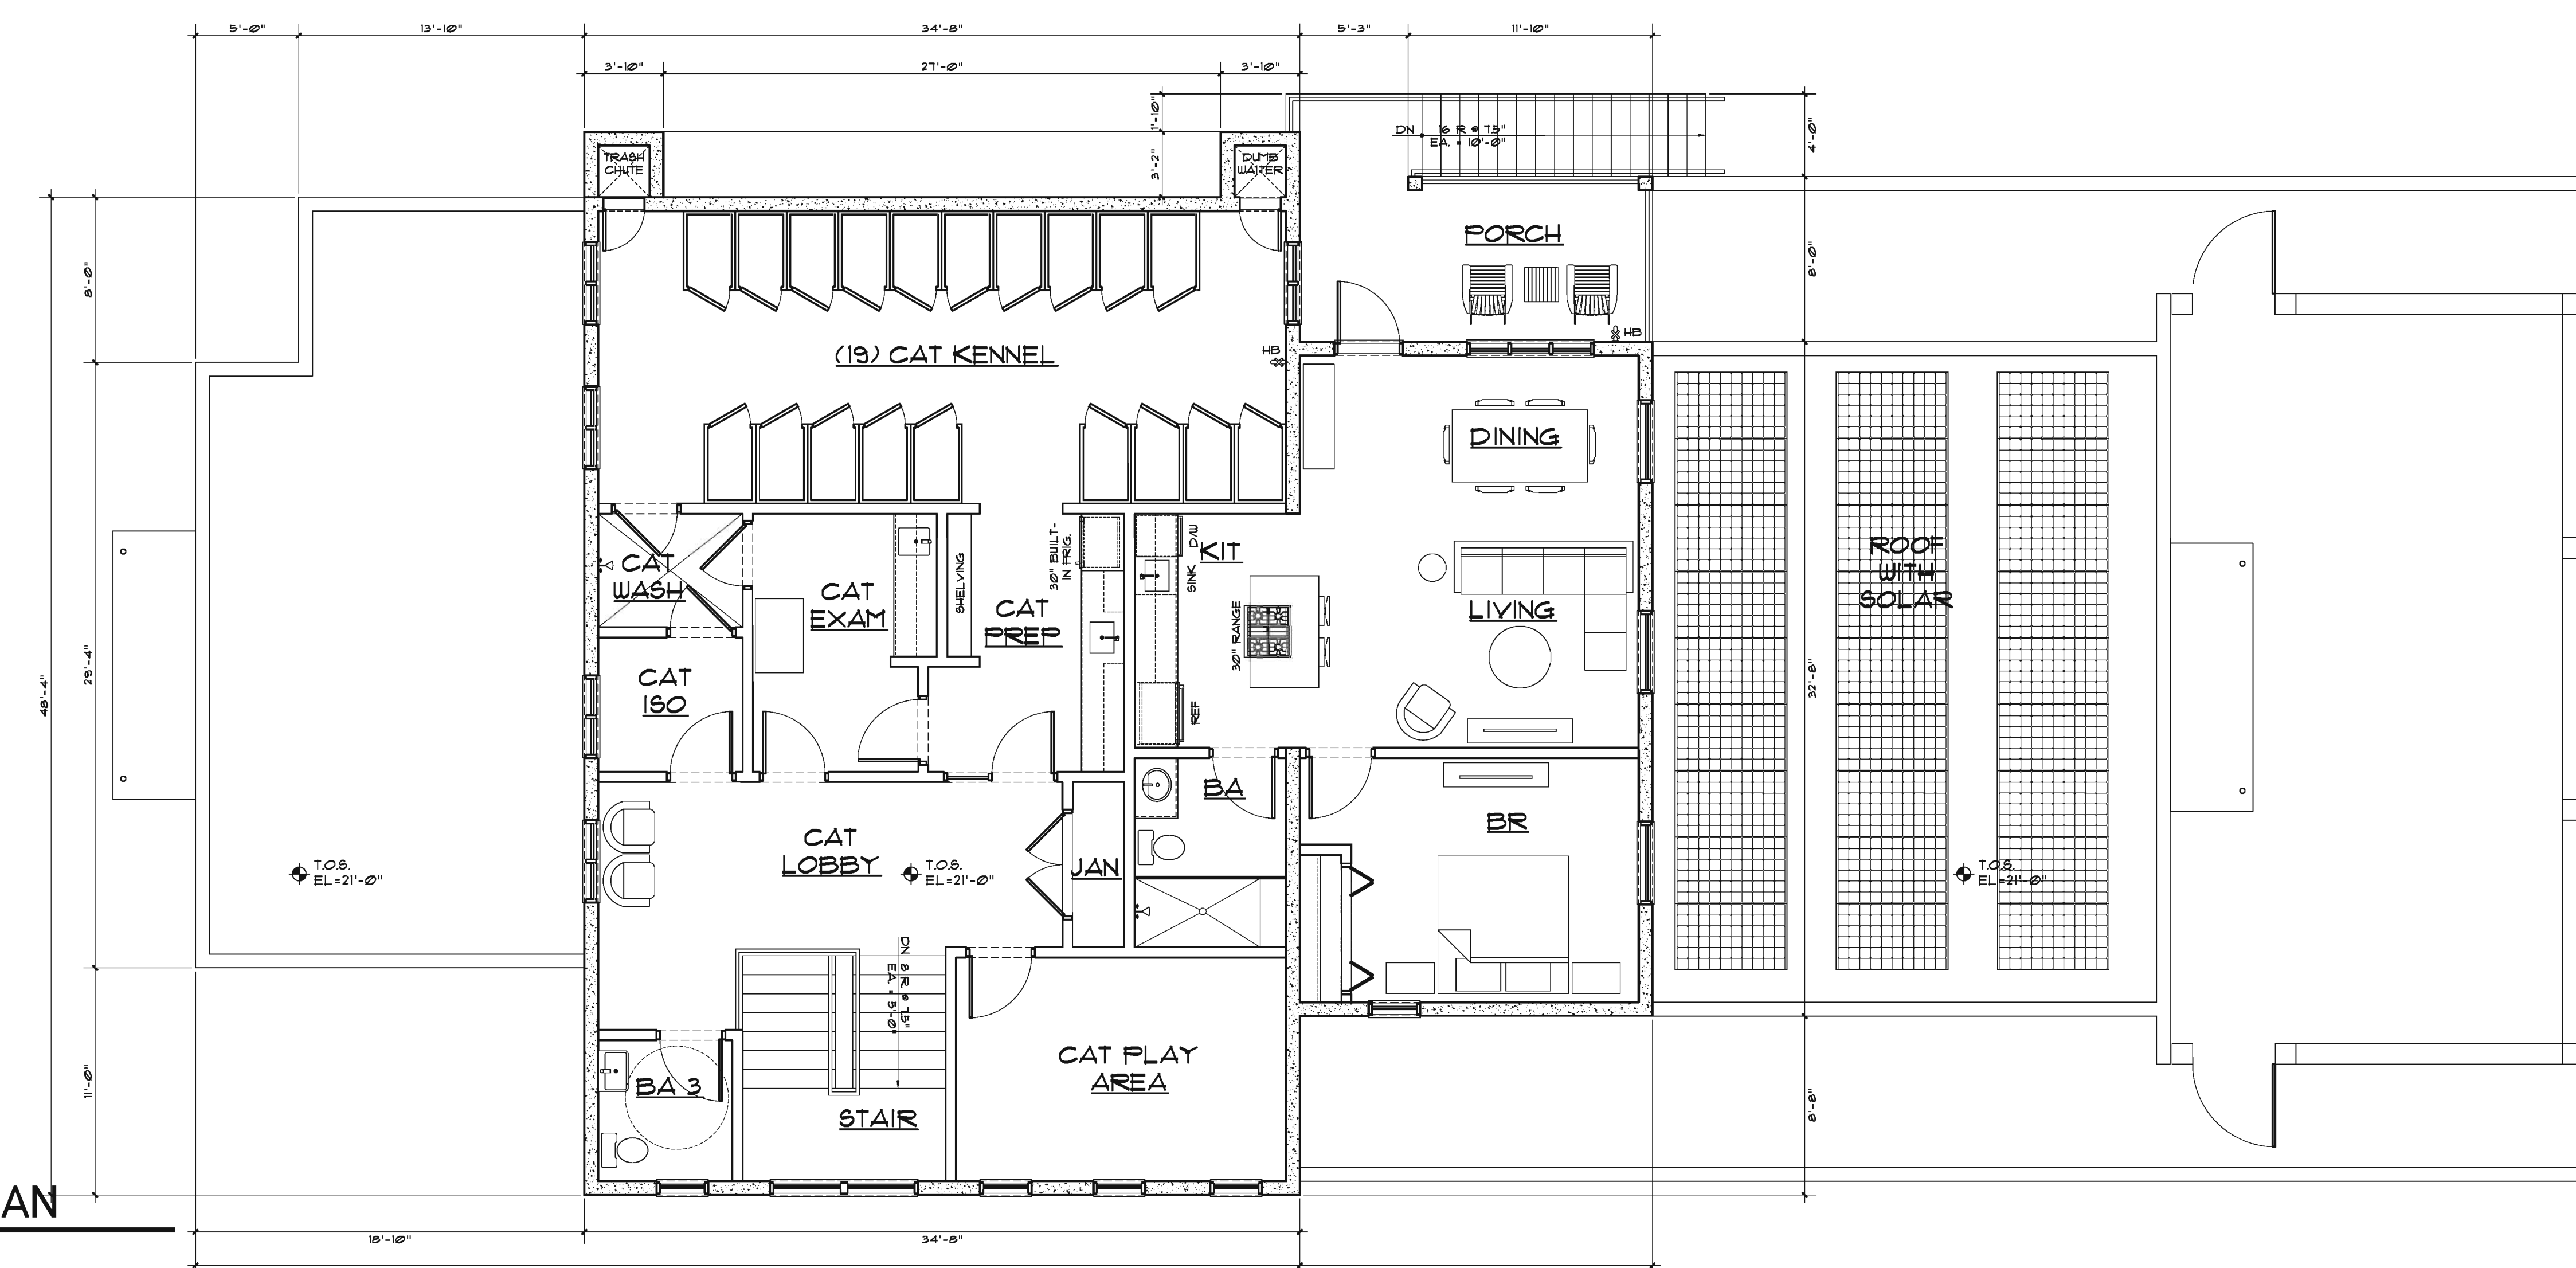 5'-0"
13'-10"
34'-8"
5'-3"
11'-10"
3'-10"
27'-0"
3'-10"
1'-10"
3'-2"
4'-0"
DN 16 R @ 7.5"
EA. = 10'-0"
TRASH
CHUTE
DUMB
WAITER
PORCH
8'-0"
8'-0"
HB
(19) CAT KENNEL
HB
DINING
CAT
WASH
CAT
EXAM
SHELVING
30" BUILT-
IN FRIG.
CAT
PREP
D/W
KIT
SINK
30" RANGE
LIVING
ROOF
WITH
SOLAR
48'-4"
29'-4"
32'-8"
CAT
ISO
REF
BA
BR
CAT
LOBBY
JAN
T.O.S.
EL=21'-0"
T.O.S.
EL=21'-0"
T.O.S.
EL=21'-0"
DN 8 R @ 7.5"
EA. = 5'-0"
11'-0"
8'-8"
BA 3
STAIR
CAT PLAY
AREA
AN
18'-10"
34'-8"